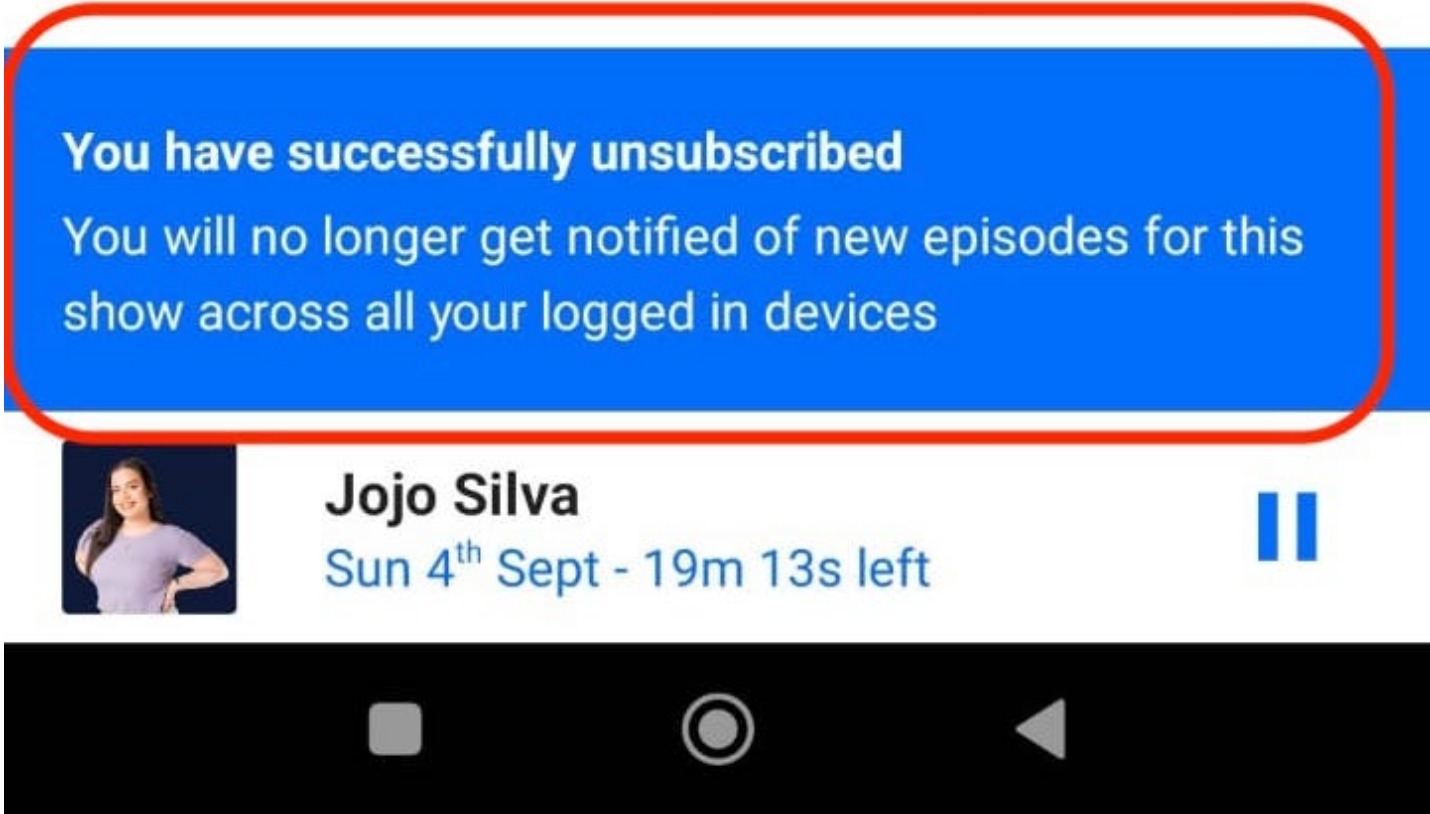 You have successfully unsubscribed
You will no longer get notified of new episodes for this
show across all your logged in devices
Jojo Silva
Sun 4th Sept - 19m 13s left